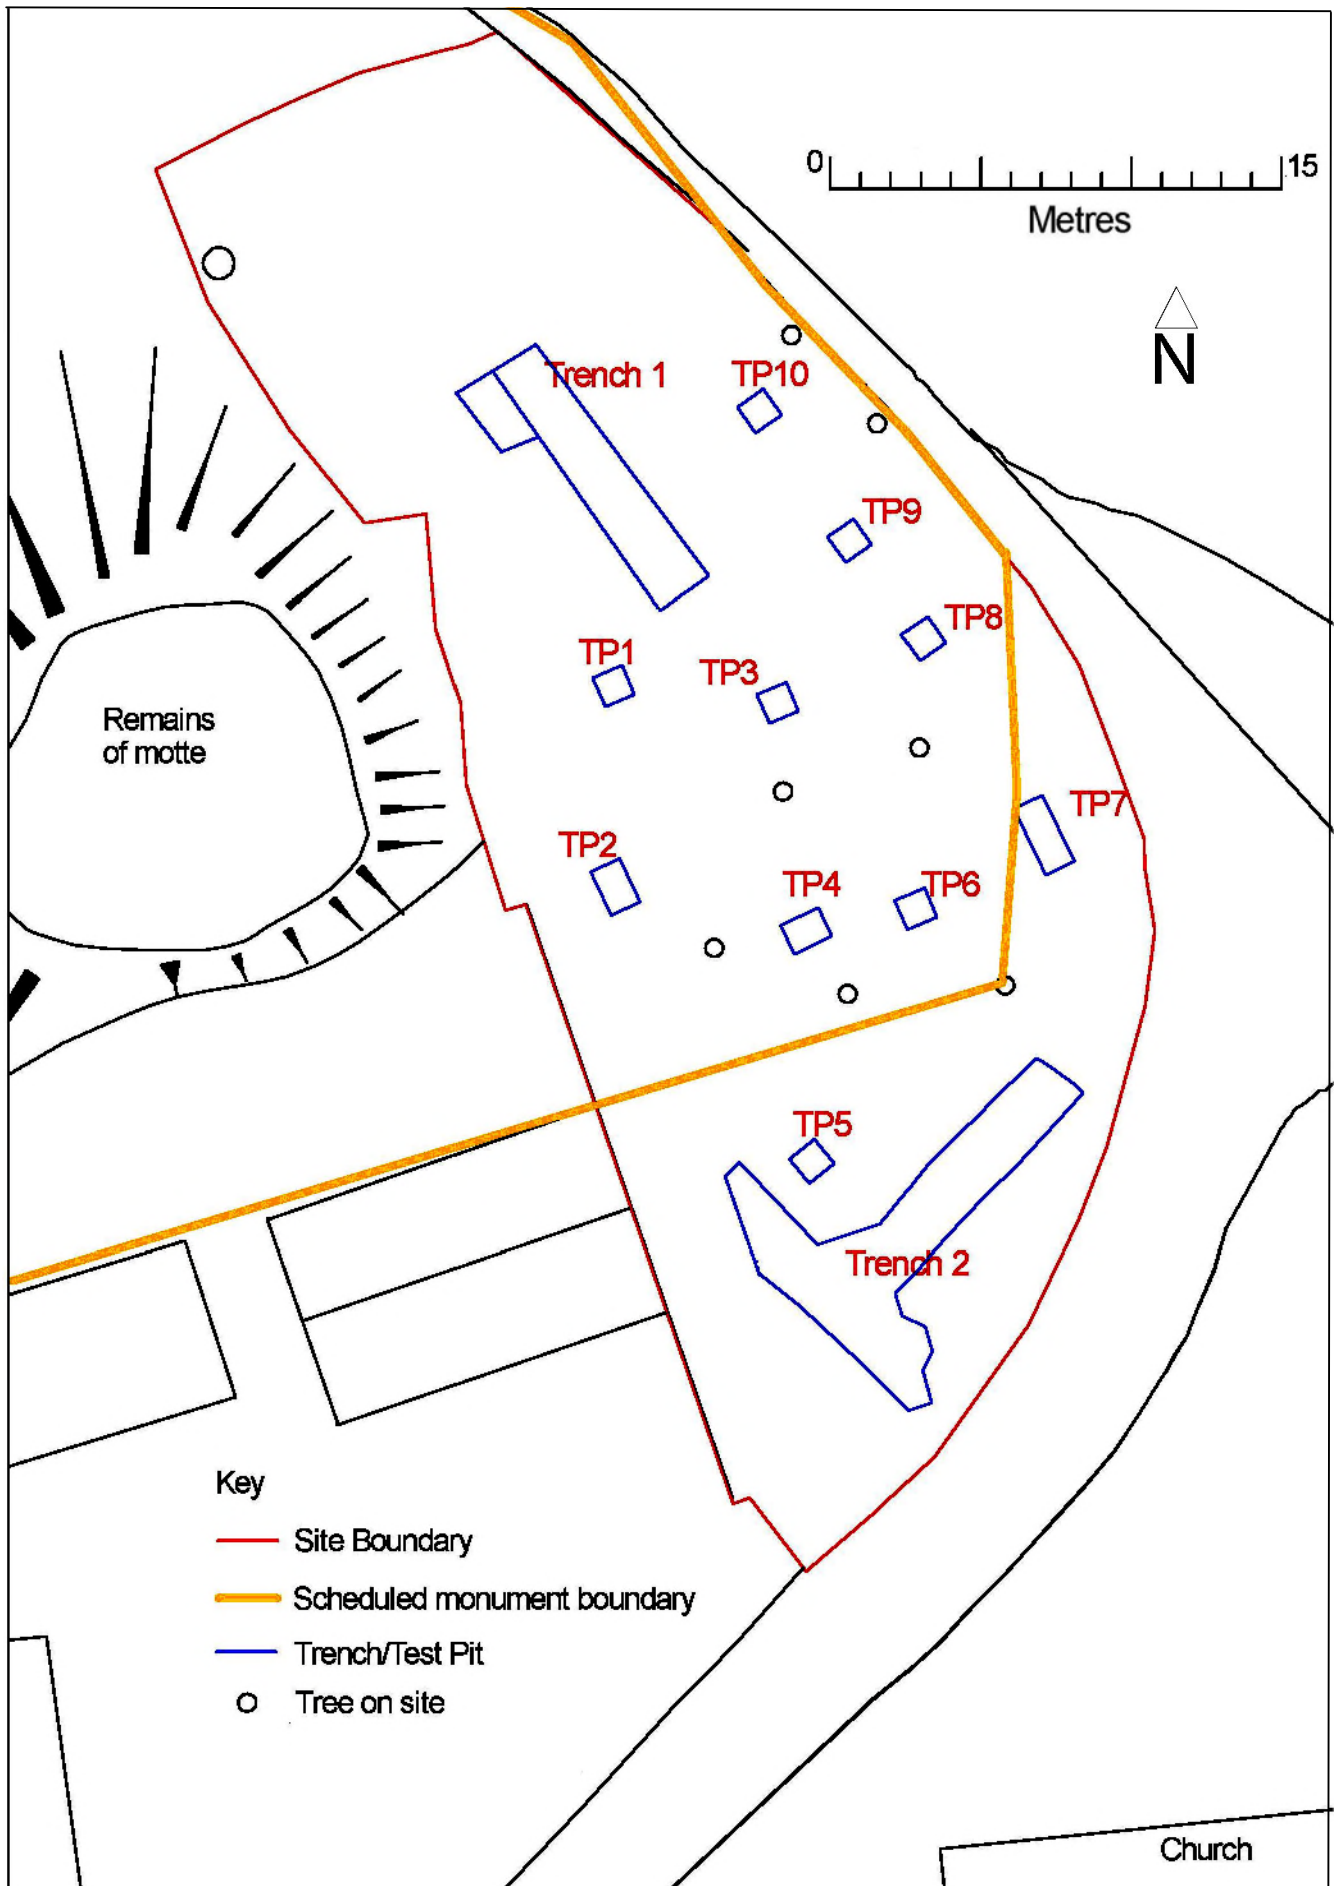 0 15
Metres
N
Trench 1
TP10
TP9
TP8
TP1
TP3
Remains
of motte
TP7
TP2
TP4
TP6
TP5
Trench 2
Key
Site Boundary
Scheduled monument boundary
Trench/Test Pit
Tree on site
Church